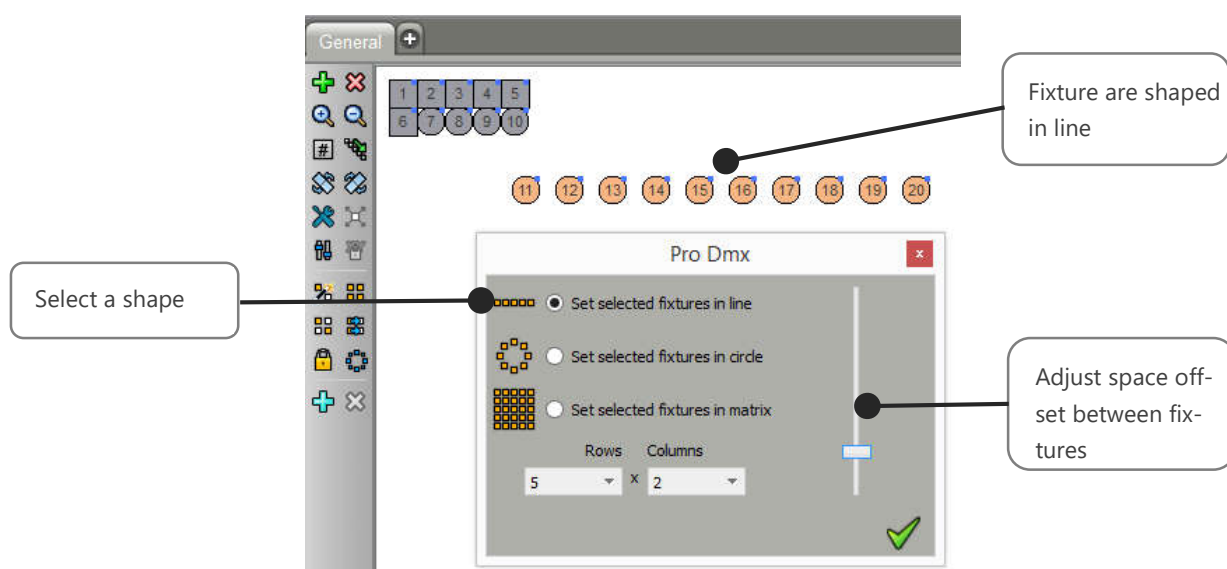 General
1 2 3 4 5
6 7 8 9 10
Fixture are shaped
in line
11 12 13 14 15 16 17 18 19 20
#
Pro Dmx
x
Select a shape
Set selected fixtures in line
Set selected fixtures in circle
Set selected fixtures in matrix
Adjust space off-
set between fix-
tures
Rows Columns
5 x 2